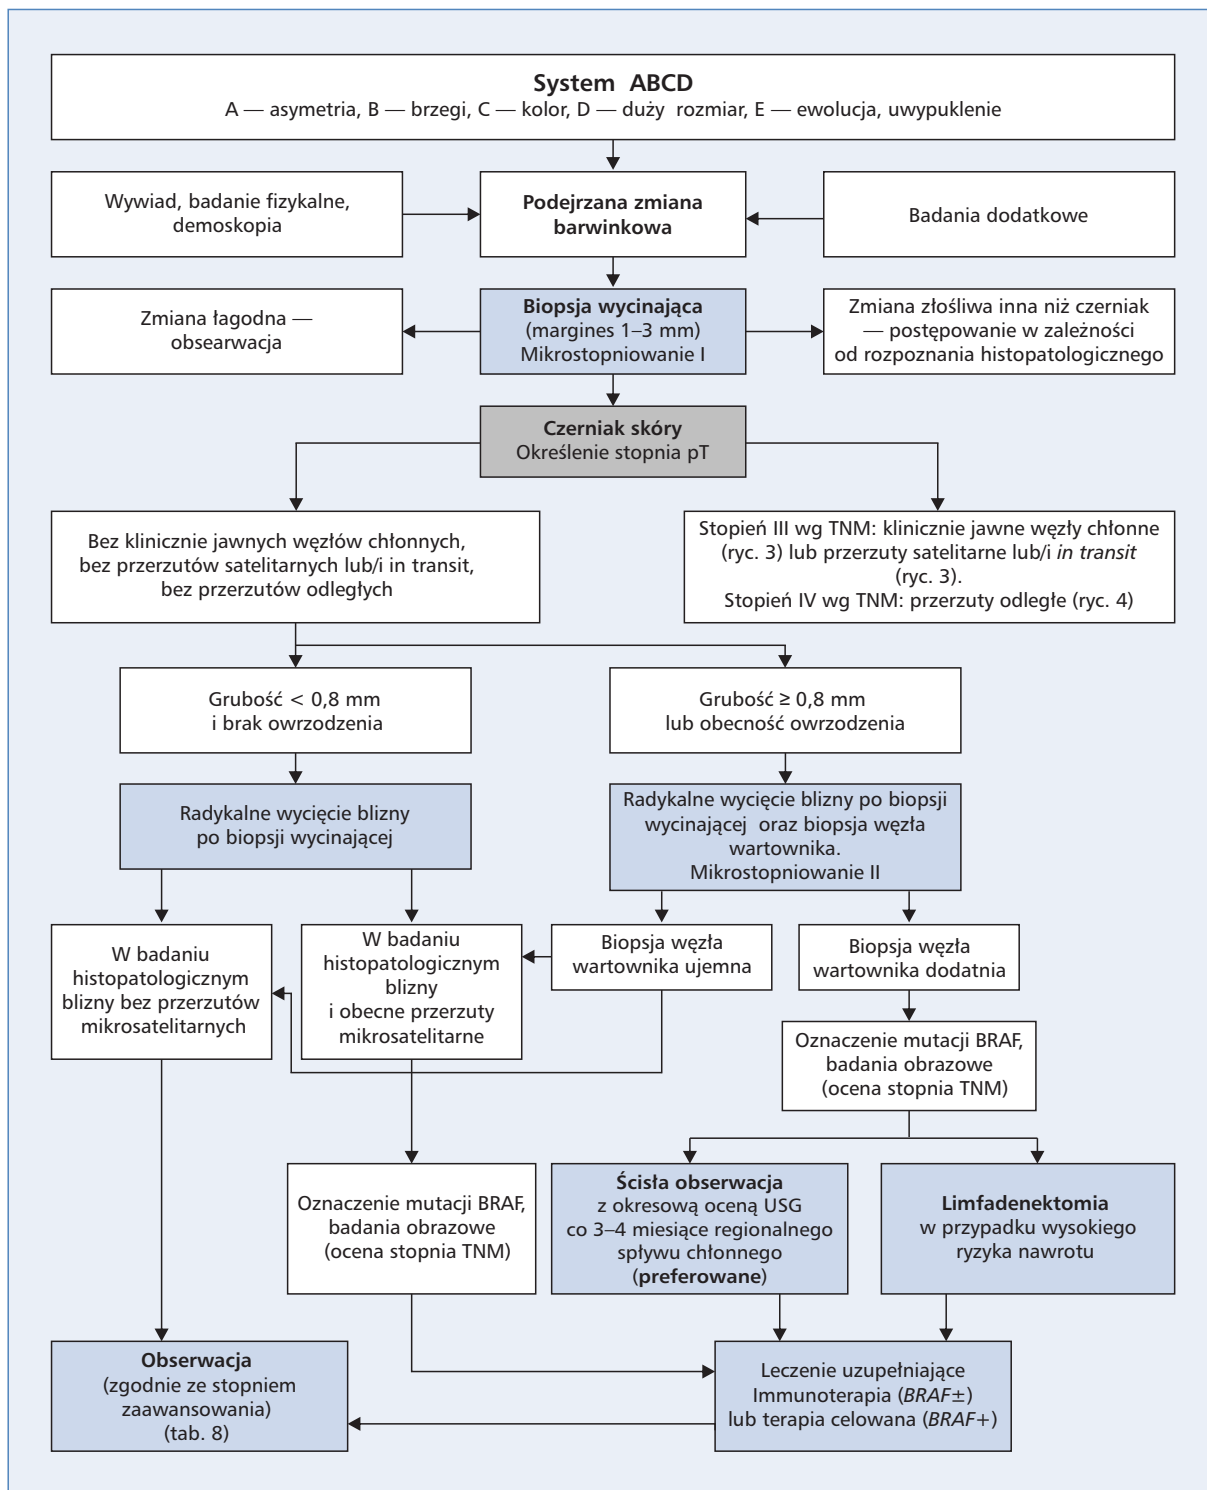 System ABCD
A — asymetria, B — brzegi, C — kolor, D — duży rozmiar, E — ewolucja, uwypuklenie
Wywiad, badanie fizykalne,
demoskopia
Podejrzana zmiana
barwinkowa
Badania dodatkowe
Zmiana łagodna —
obsearwacja
Biopsja wycinająca
(margines 1–3 mm)
Mikrostopniowanie I
Zmiana złośliwa inna niż czerniak
— postępowanie w zależności
od rozpoznania histopatologicznego
Czerniak skóry
Określenie stopnia pT
Bez klinicznie jawnych węzłów chłonnych,
bez przerzutów satelitarnych lub/i in transit,
bez przerzutów odległych
Stopień III wg TNM: klinicznie jawne węzły chłonne
(ryc. 3) lub przerzuty satelitarne lub/i in transit
(ryc. 3).
Stopień IV wg TNM: przerzuty odległe (ryc. 4)
Grubość < 0,8 mm
i brak owrzodzenia
Grubość ≥ 0,8 mm
lub obecność owrzodzenia
Radykalne wycięcie blizny
po biopsji wycinającej
Radykalne wycięcie blizny po biopsji
wycinającej oraz biopsja węzła
wartownika.
Mikrostopniowanie II
W badaniu
histopatologicznym
blizny bez przerzutów
mikrosatelitarnych
W badaniu
histopatologicznym
blizny
i obecne przerzuty
mikrosatelitarne
Biopsja węzła
wartownika ujemna
Biopsja węzła
wartownika dodatnia
Oznaczenie mutacji BRAF,
badania obrazowe
(ocena stopnia TNM)
Oznaczenie mutacji BRAF,
badania obrazowe
(ocena stopnia TNM)
Ścisła obserwacja
z okresową oceną USG
co 3–4 miesiące regionalnego
spływu chłonnego
(preferowane)
Limfadenektomia
w przypadku wysokiego
ryzyka nawrotu
Obserwacja
(zgodnie ze stopniem
zaawansowania)
(tab. 8)
Leczenie uzupełniające
Immunoterapia (BRAF±)
lub terapia celowana (BRAF+)